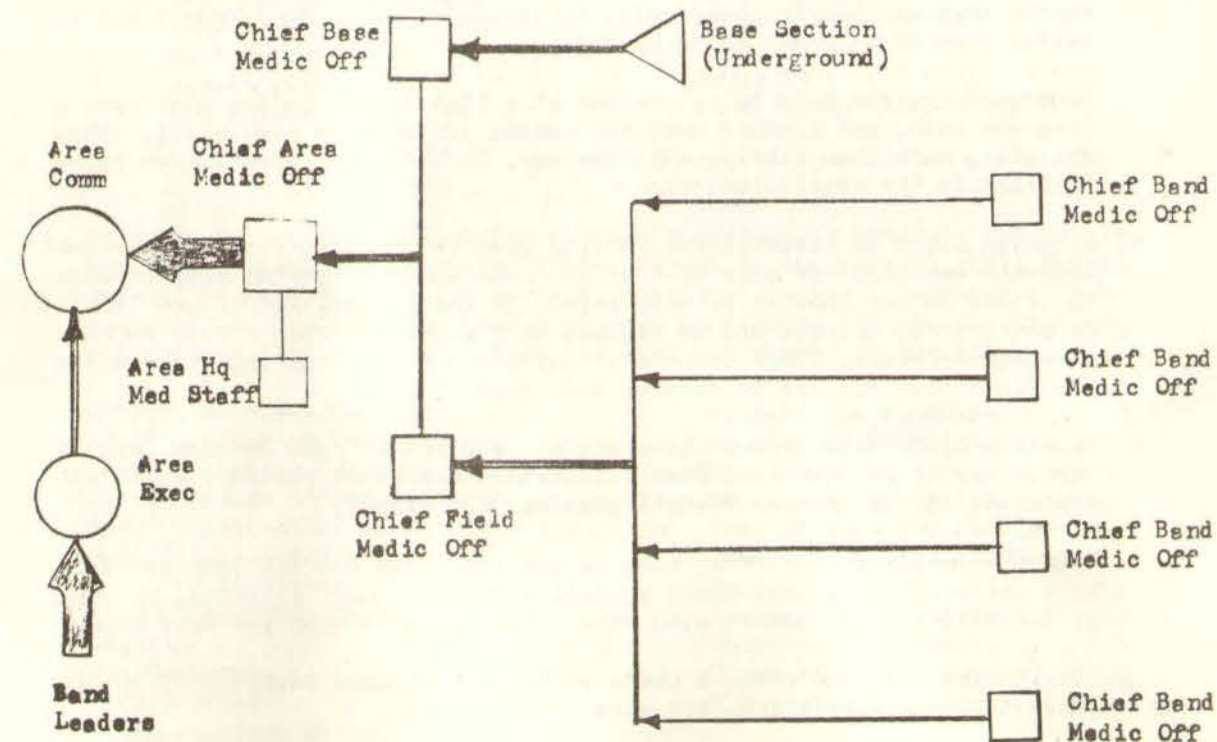 Chief Base
Medic Off
Base Section
(Underground)
Area
Comm
Chief Area
Medic Off
Chief Band
Medic Off
Area Hq
Med Staff
Chief Band
Medic Off
Area
Exec
Chief Field
Medic Off
Chief Band
Medic Off
Band
Leaders
Chief Band
Medic Off